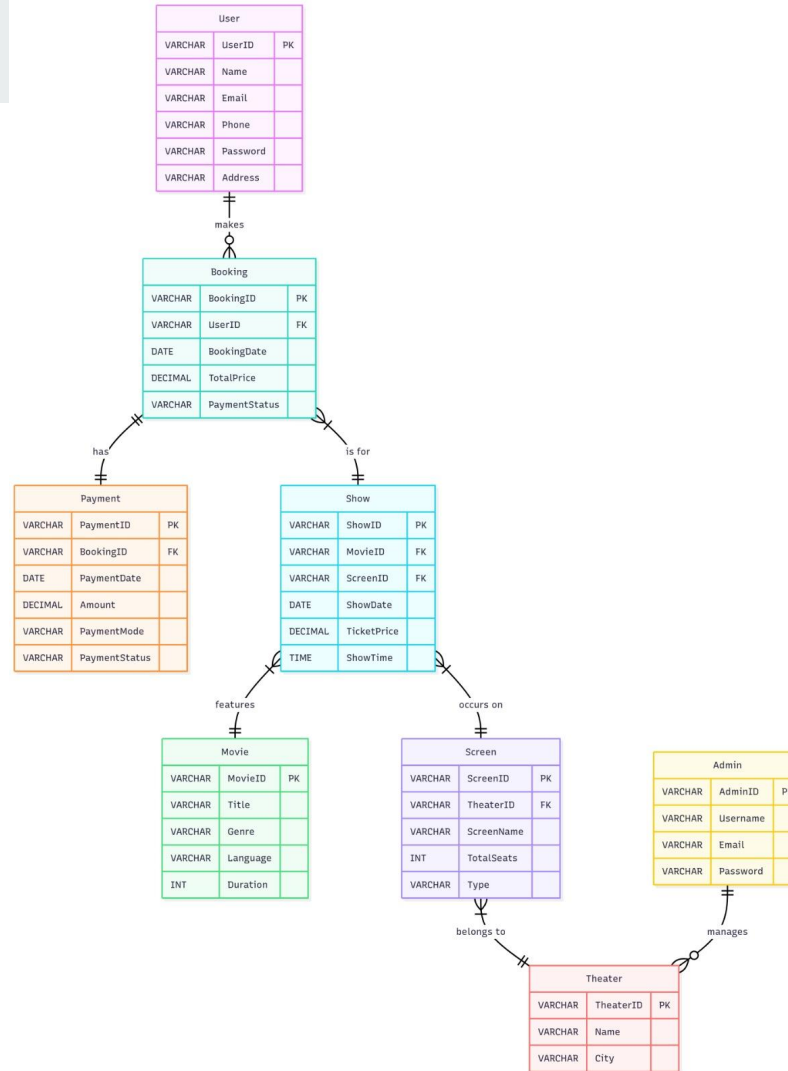 User
VARCHAR UserID PK
VARCHAR Name
VARCHAR Email
VARCHAR Phone
VARCHAR Password
VARCHAR Address
makes
Booking
VARCHAR BookingID PK
VARCHAR UserID FK
DATE BookingDate
DECIMAL TotalPrice
VARCHAR PaymentStatus
has
is for
Payment
VARCHAR PaymentID PK
VARCHAR BookingID FK
DATE PaymentDate
DECIMAL Amount
VARCHAR PaymentMode
VARCHAR PaymentStatus
Show
VARCHAR ShowID PK
VARCHAR MovieID FK
VARCHAR ScreenID FK
DATE ShowDate
DECIMAL TicketPrice
TIME ShowTime
features
occurs on
Movie
VARCHAR MovieID PK
VARCHAR Title
VARCHAR Genre
VARCHAR Language
INT Duration
Screen
VARCHAR ScreenID PK
VARCHAR TheaterID FK
VARCHAR ScreenName
INT TotalSeats
VARCHAR Type
Admin
VARCHAR AdminID
VARCHAR Username
VARCHAR Email
VARCHAR Password
belongs to
manages
Theater
VARCHAR TheaterID PK
VARCHAR Name
VARCHAR City